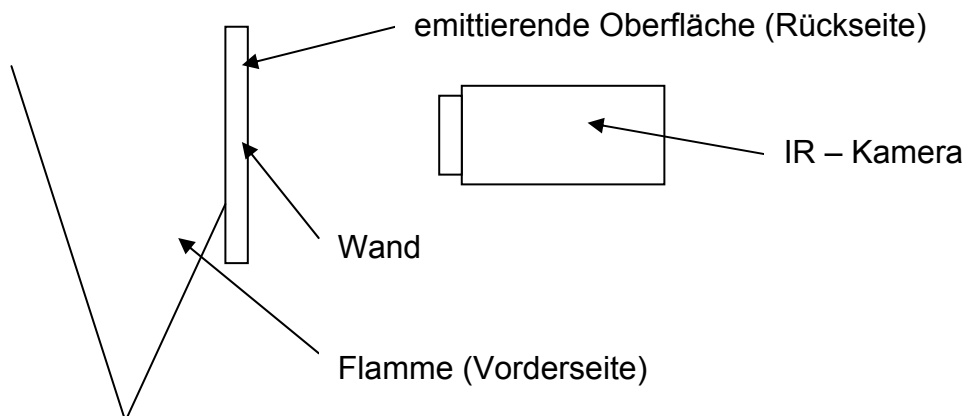 emittierende Oberfläche (Rückseite)
IR – Kamera
Wand
Flamme (Vorderseite)